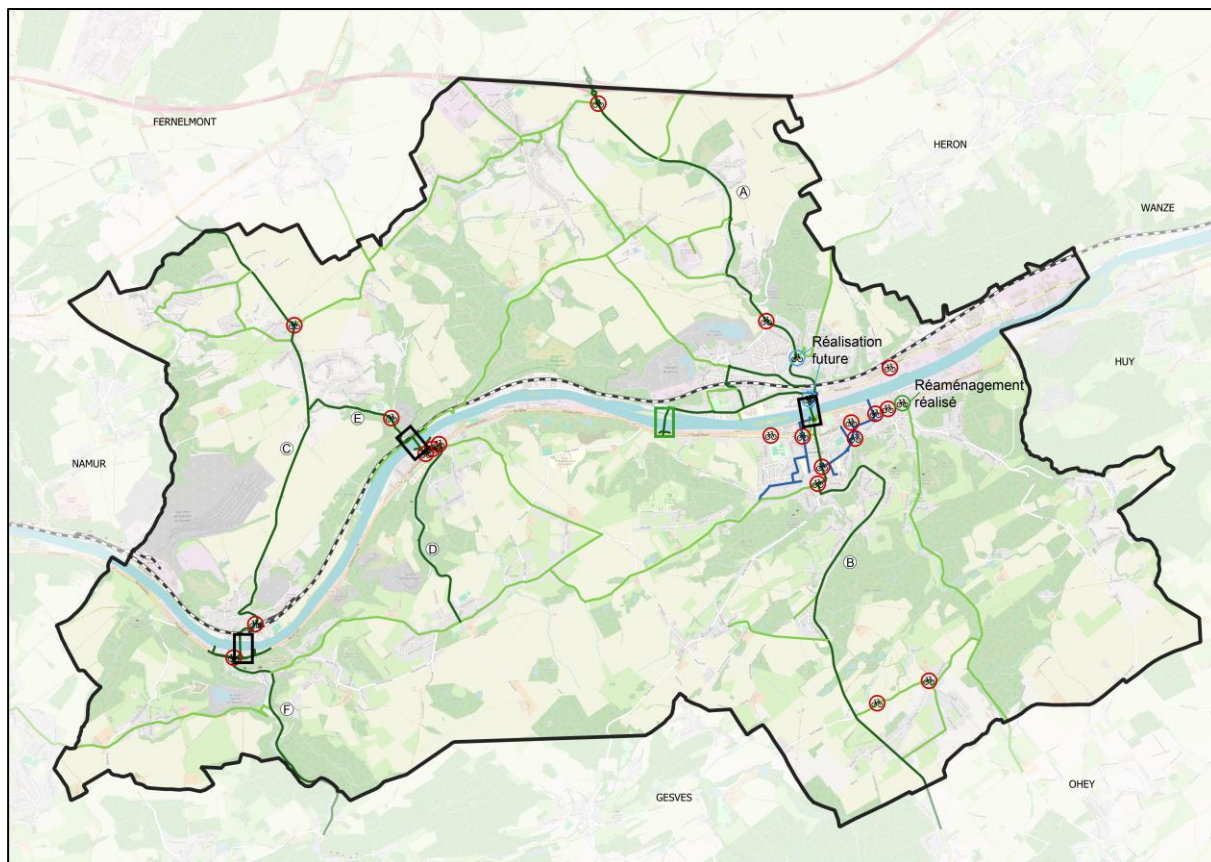 FERNELMONT
HERON
A
WANZE
Réalisation
future
HUY
Réaménagement
réalisé
E
C
NAMUR
D
B
F
GESVES
OHEY